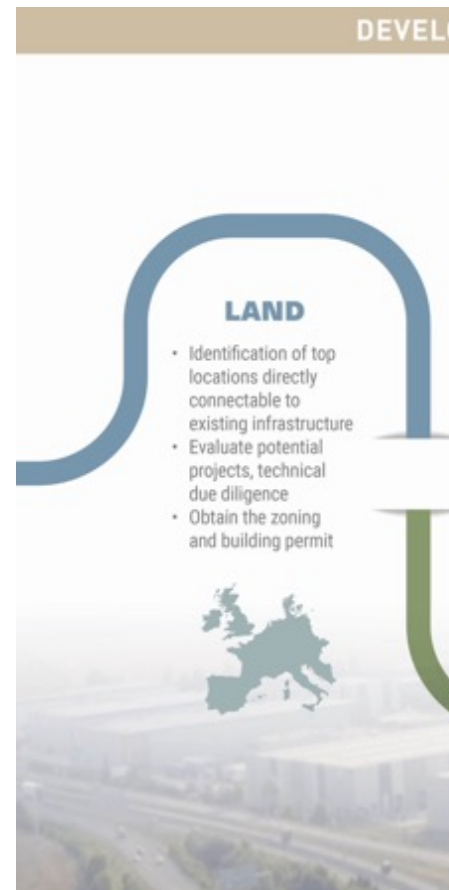 DEVEL
LAND
• Identification of top
locations directly
connectable to
existing infrastructure
• Evaluate potential
projects, technical
due diligence
• Obtain the zoning
and building permit